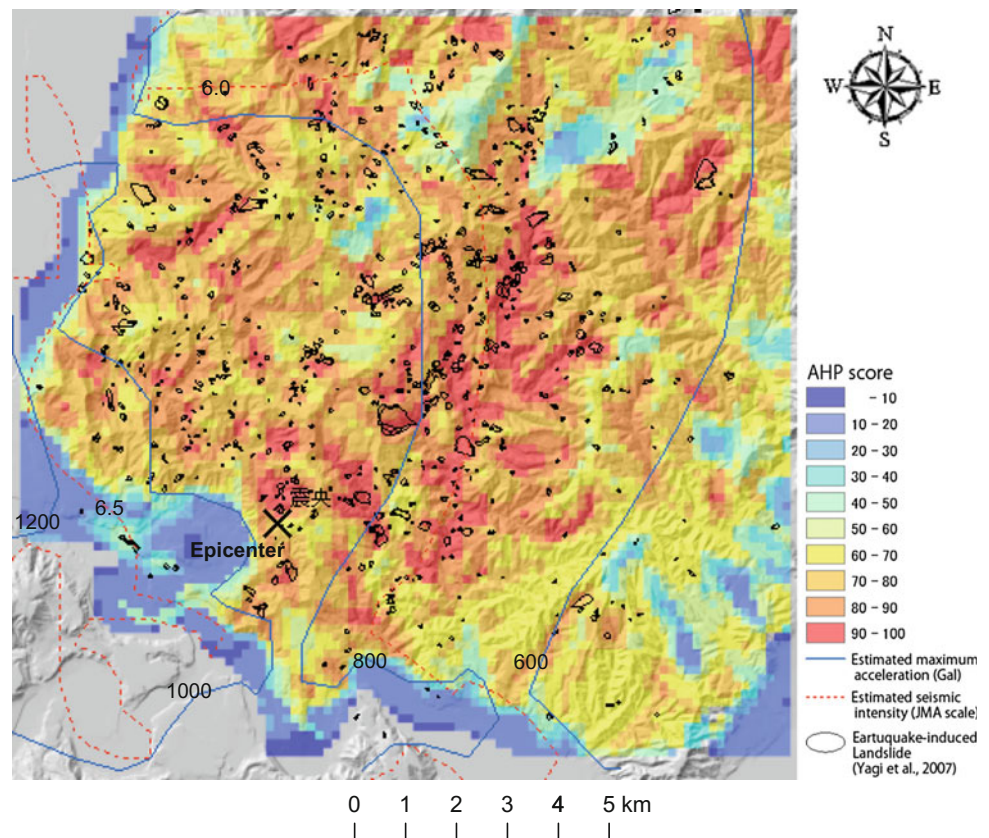 N
W E
S
6.0
震央
6.5
1200
Epicenter
800
600
1000
AHP score
- 10
10 - 20
20 - 30
30 - 40
40 - 50
50 - 60
60 - 70
70 - 80
80 - 90
90 - 100
Estimated maximum
acceleration (Gal)
Estimated seismic
intensity (JMA scale)
Eartuquake-induced
Landslide
(Yagi et al., 2007)
0 1 2 3 4 5 km